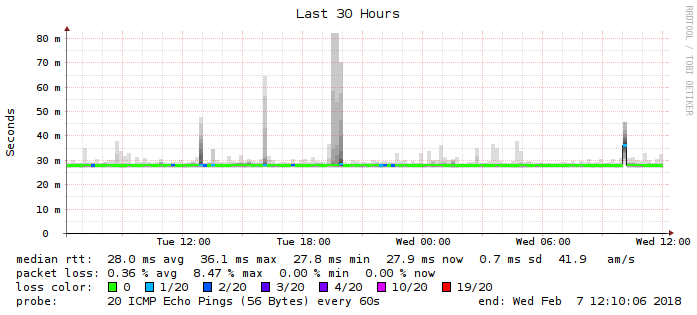 Last 30 Hours
RRDTOOL / TOBI OETIKER
Seconds
80 m
70 m
60 m
50 m
40 m
30 m
20 m
10 m
0
Tue 12:00 Tue 18:00 Wed 00:00 Wed 06:00 Wed 12:00
median rtt: 28.0 ms avg 36.1 ms max 27.8 ms min 27.9 ms now 0.7 ms sd 41.9 am/s
packet loss: 0.36 % avg 8.47 % max 0.00 % min 0.00 % now
loss color: 0 1/20 2/20 3/20 4/20 10/20 19/20
probe: 20 ICMP Echo Pings (56 Bytes) every 60s end: Wed Feb 7 12:10:06 2018